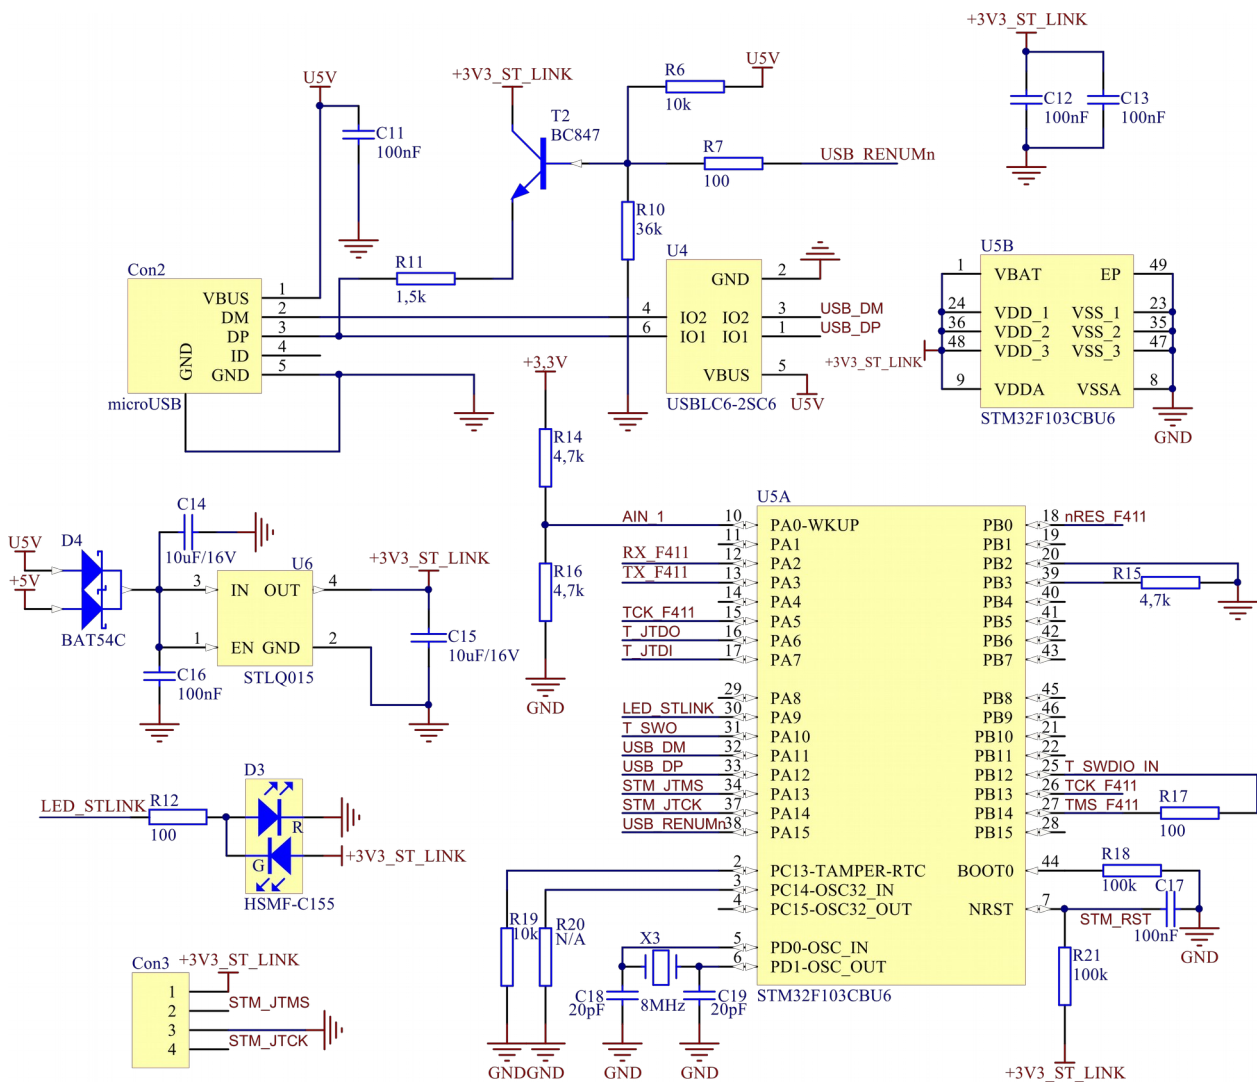 +3V3_ST_LINK
U5V
R6
10k
+3V3_ST_LINK
U5V
C12
100nF
C13
100nF
T2
BC847
C11
100nF
R7
100
USB_RENUMn
R10
36k
U4
GND 2
4 IO2 IO2 3 USB_DM
6 IO1 IO1 1 USB_DP
VBUS 5
U5V
USBLC6-2SC6
R11
1,5k
Con2
VBUS 1
DM 2
DP 3
ID 4
GND 5
GND
microUSB
U5B
1 VBAT EP 49
24 VDD_1 VSS_1 23
36 VDD_2 VSS_2 35
48 VDD_3 VSS_3 47
+3V3_ST_LINK
9 VDDA VSSA 8
STM32F103CBU6
GND
+3,3V
R14
4,7k
R16
4,7k
GND
C14
10uF/16V
U5V
+5V
D4
BAT54C
U6
3 IN OUT 4
1 EN GND 2
STLQ015
+3V3_ST_LINK
C15
10uF/16V
C16
100nF
U5A
AIN_1 10 PA0-WKUP
11 PA1
RX_F411 12 PA2
TX_F411 13 PA3
14 PA4
TCK_F411 15 PA5
T_JTDO 16 PA6
T_JTDI 17 PA7
29 PA8
LED_STLINK 30 PA9
T_SWO 31 PA10
USB_DM 32 PA11
USB_DP 33 PA12
STM_JTMS 34 PA13
STM_JTCK 37 PA14
USB_RENUMn 38 PA15
2 PC13-TAMPER-RTC
3 PC14-OSC32_IN
4 PC15-OSC32_OUT
5 PD0-OSC_IN
6 PD1-OSC_OUT
PB0 18 nRES_F411
PB1 19
PB2 20
PB3 39
PB4 40
PB5 41
PB6 42
PB7 43
PB8 45
PB9 46
PB10 21
PB11 22
PB12 25 T_SWDIO_IN
PB13 26 TCK_F411
PB14 27 TMS_F411
PB15 28
BOOT0 44
NRST 7
STM32F103CBU6
R15
4,7k
R17
100
R18
100k
C17
100nF
STM_RST
GND
R21
100k
+3V3_ST_LINK
D3
LED_STLINK
R12
100
R
G
+3V3_ST_LINK
HSMF-C155
R19
10k
R20
N/A
X3
8MHz
C18
20pF
C19
20pF
GND
GND
GND
GND
Con3
+3V3_ST_LINK
1
2 STM_JTMS
3
4 STM_JTCK